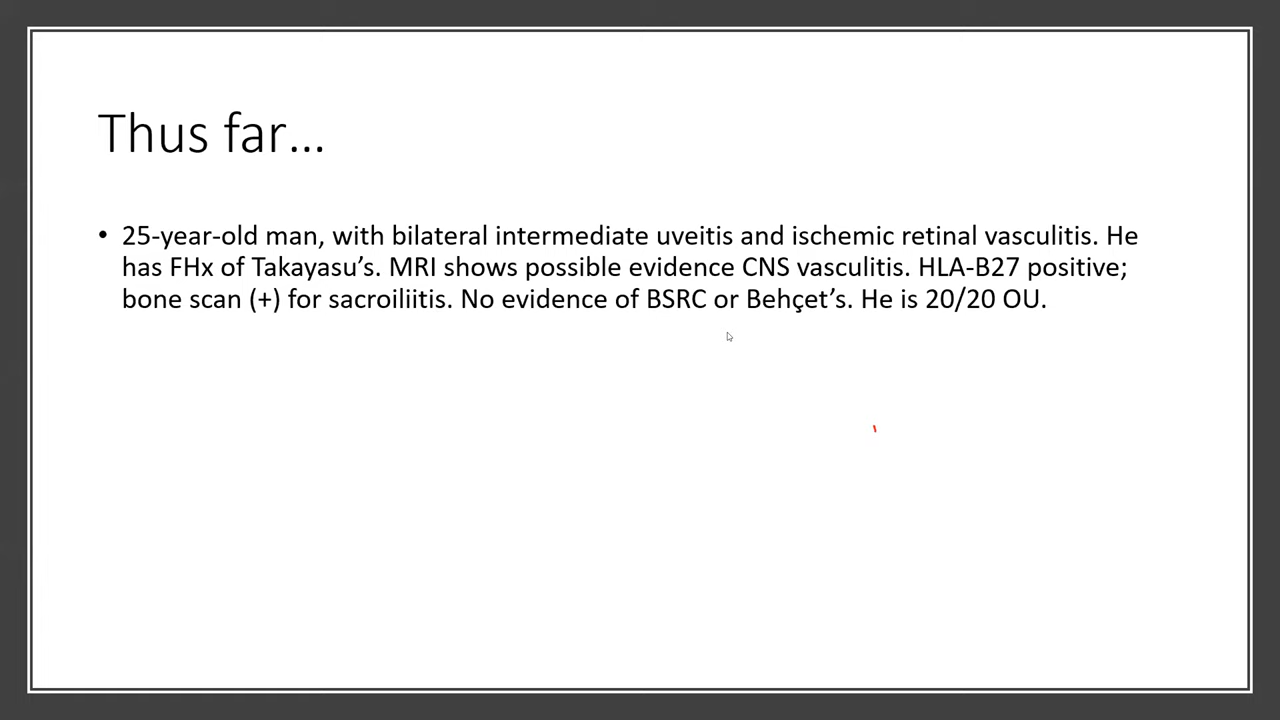 Thus far...
• 25-year-old man, with bilateral intermediate uveitis and ischemic retinal vasculitis. He
has FHx of Takayasu’s. MRI shows possible evidence CNS vasculitis. HLA-B27 positive;
bone scan (+) for sacroiliitis. No evidence of BSRC or Behçet’s. He is 20/20 OU.